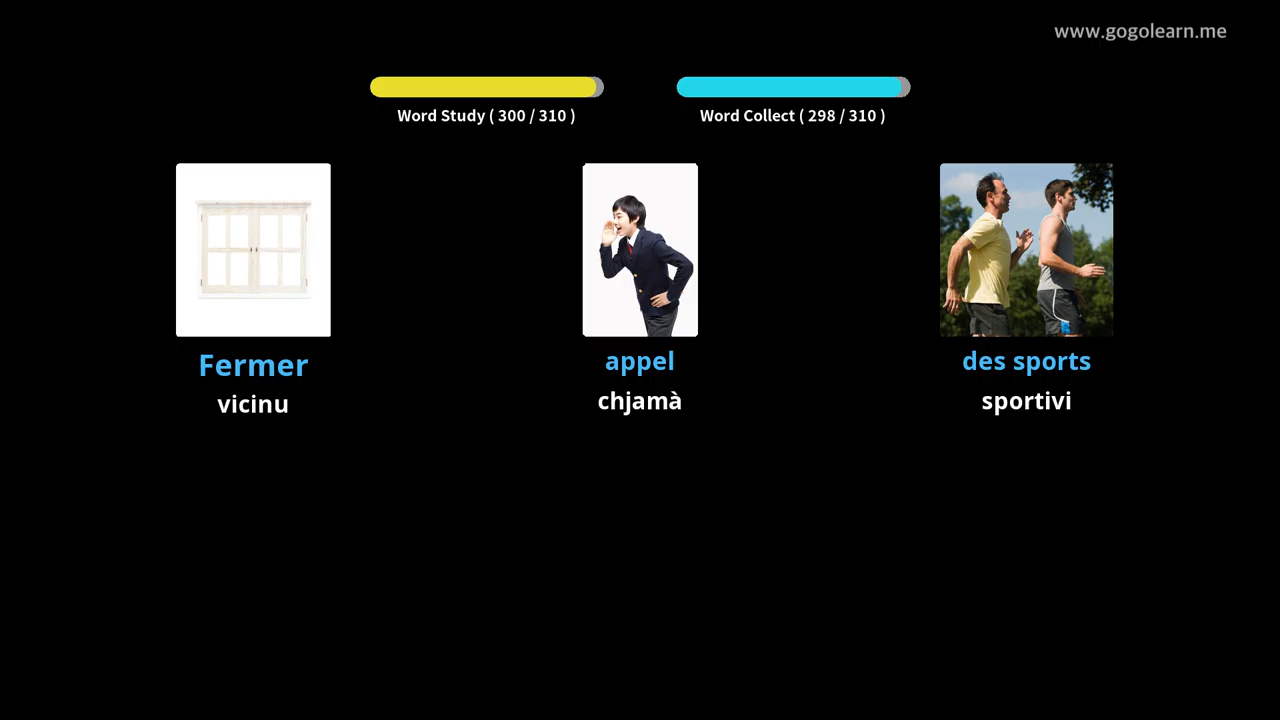 www.gogolearn.me
Word Study ( 300 / 310 )
Word Collect ( 298 / 310 )
Fermer
vicinu
appel
chjamà
des sports
sportivi